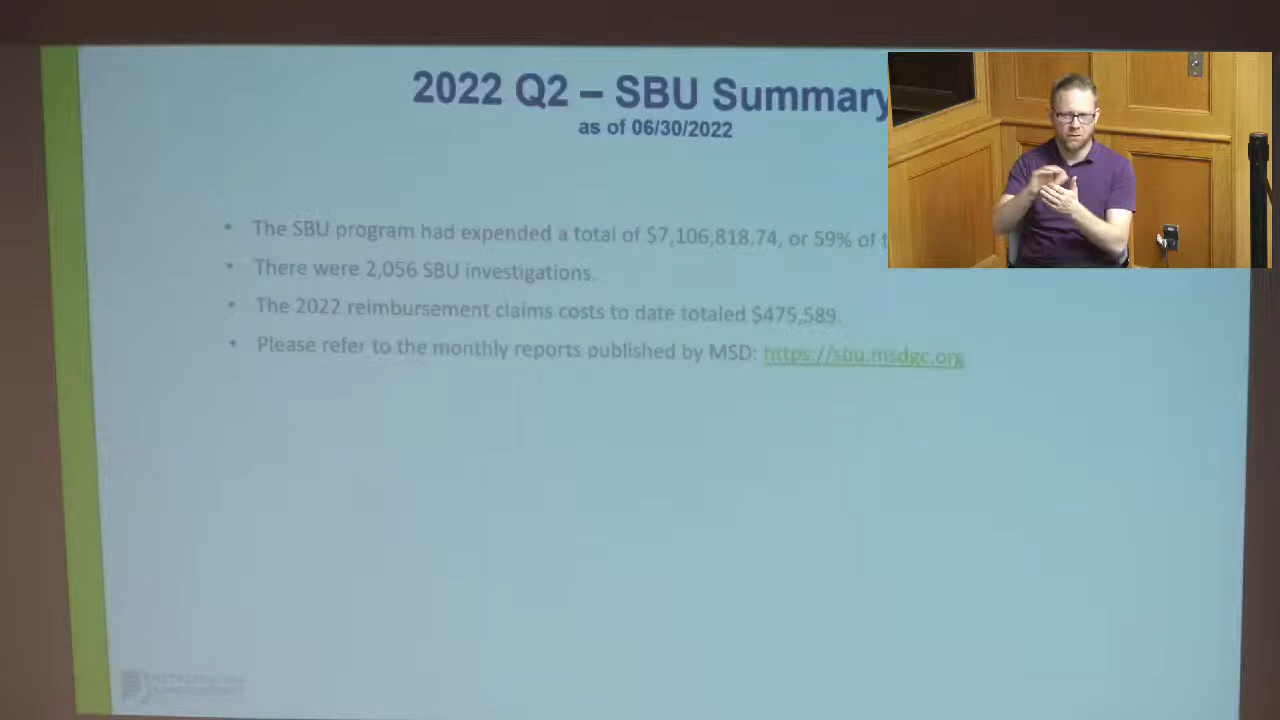 2022 Q2 – SBU Summary
as of 06/30/2022
• The SBU program had expended a total of $7,106,818.74, or 59% of t
• There were 2,056 SBU investigations.
• The 2022 reimbursement claims costs to date totaled $475,589.
• Please refer to the monthly reports published by MSD: https://sbu.msdgc.org